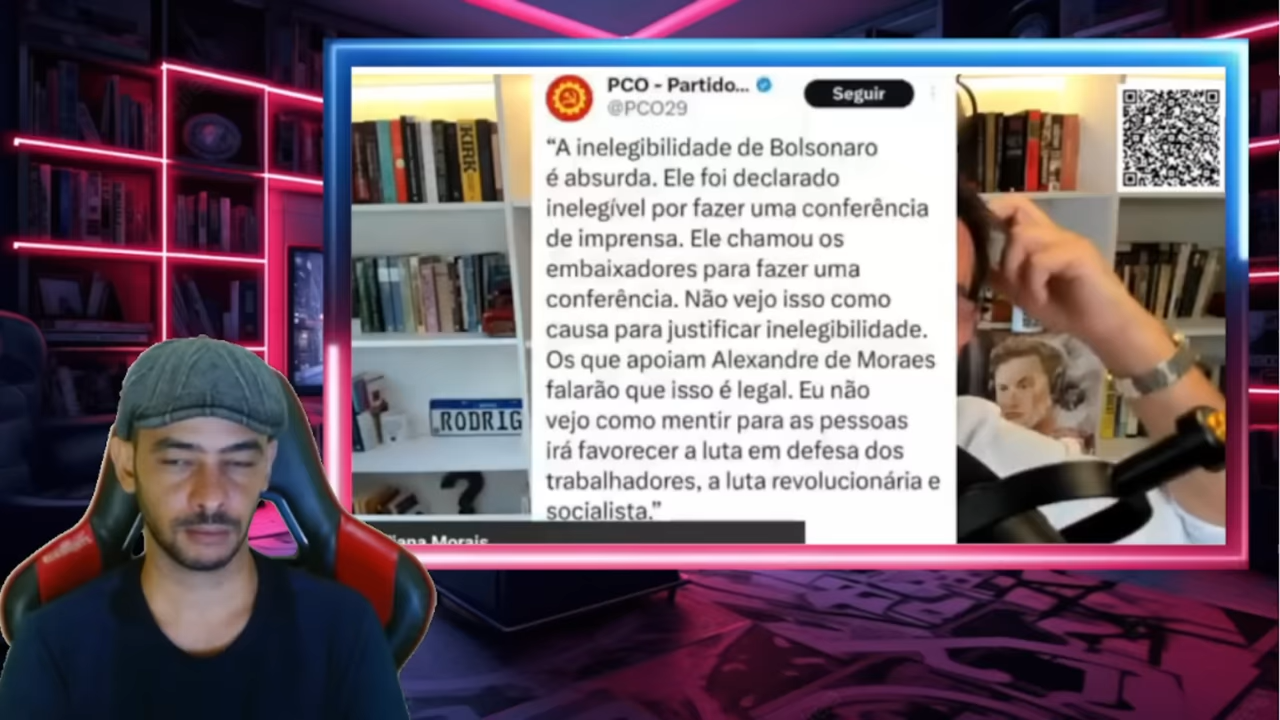 PCO - Partido...
Seguir
@PCO29
“A inelegibilidade de Bolsonaro
é absurda. Ele foi declarado
inelegível por fazer uma conferência
de imprensa. Ele chamou os
embaixadores para fazer uma
conferência. Não vejo isso como
causa para justificar inelegibilidade.
Os que apoiam Alexandre de Moraes
falarão que isso é legal. Eu não
vejo como mentir para as pessoas
irá favorecer a luta em defesa dos
trabalhadores, a luta revolucionária e
socialista.”
KIRK
RODRIG
?
iana Morais